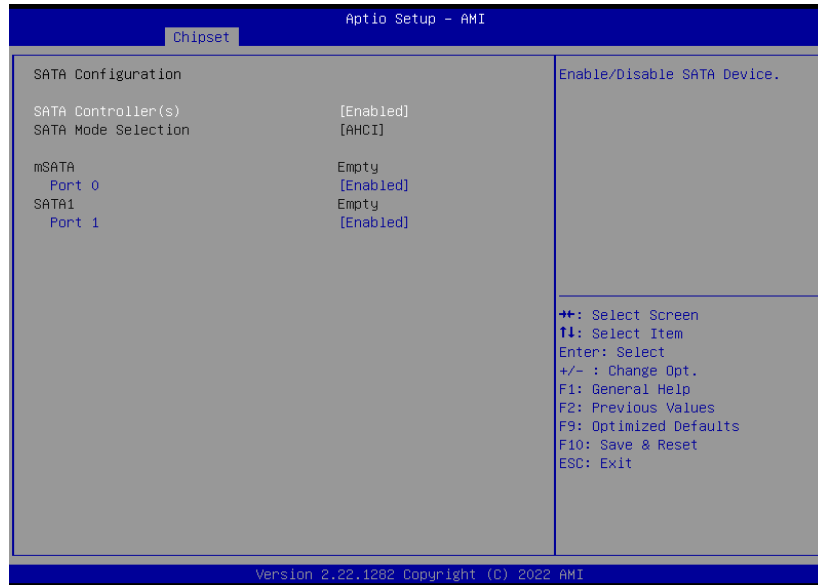 Aptio Setup – AMI
Chipset
SATA Configuration
SATA Controller(s) [Enabled]
SATA Mode Selection [AHCI]
mSATA Empty
Port 0 [Enabled]
SATA1 Empty
Port 1 [Enabled]
Enable/Disable SATA Device.
→←: Select Screen
↑↓: Select Item
Enter: Select
+/- : Change Opt.
F1: General Help
F2: Previous Values
F9: Optimized Defaults
F10: Save & Reset
ESC: Exit
Version 2.22.1282 Copyright (C) 2022 AMI